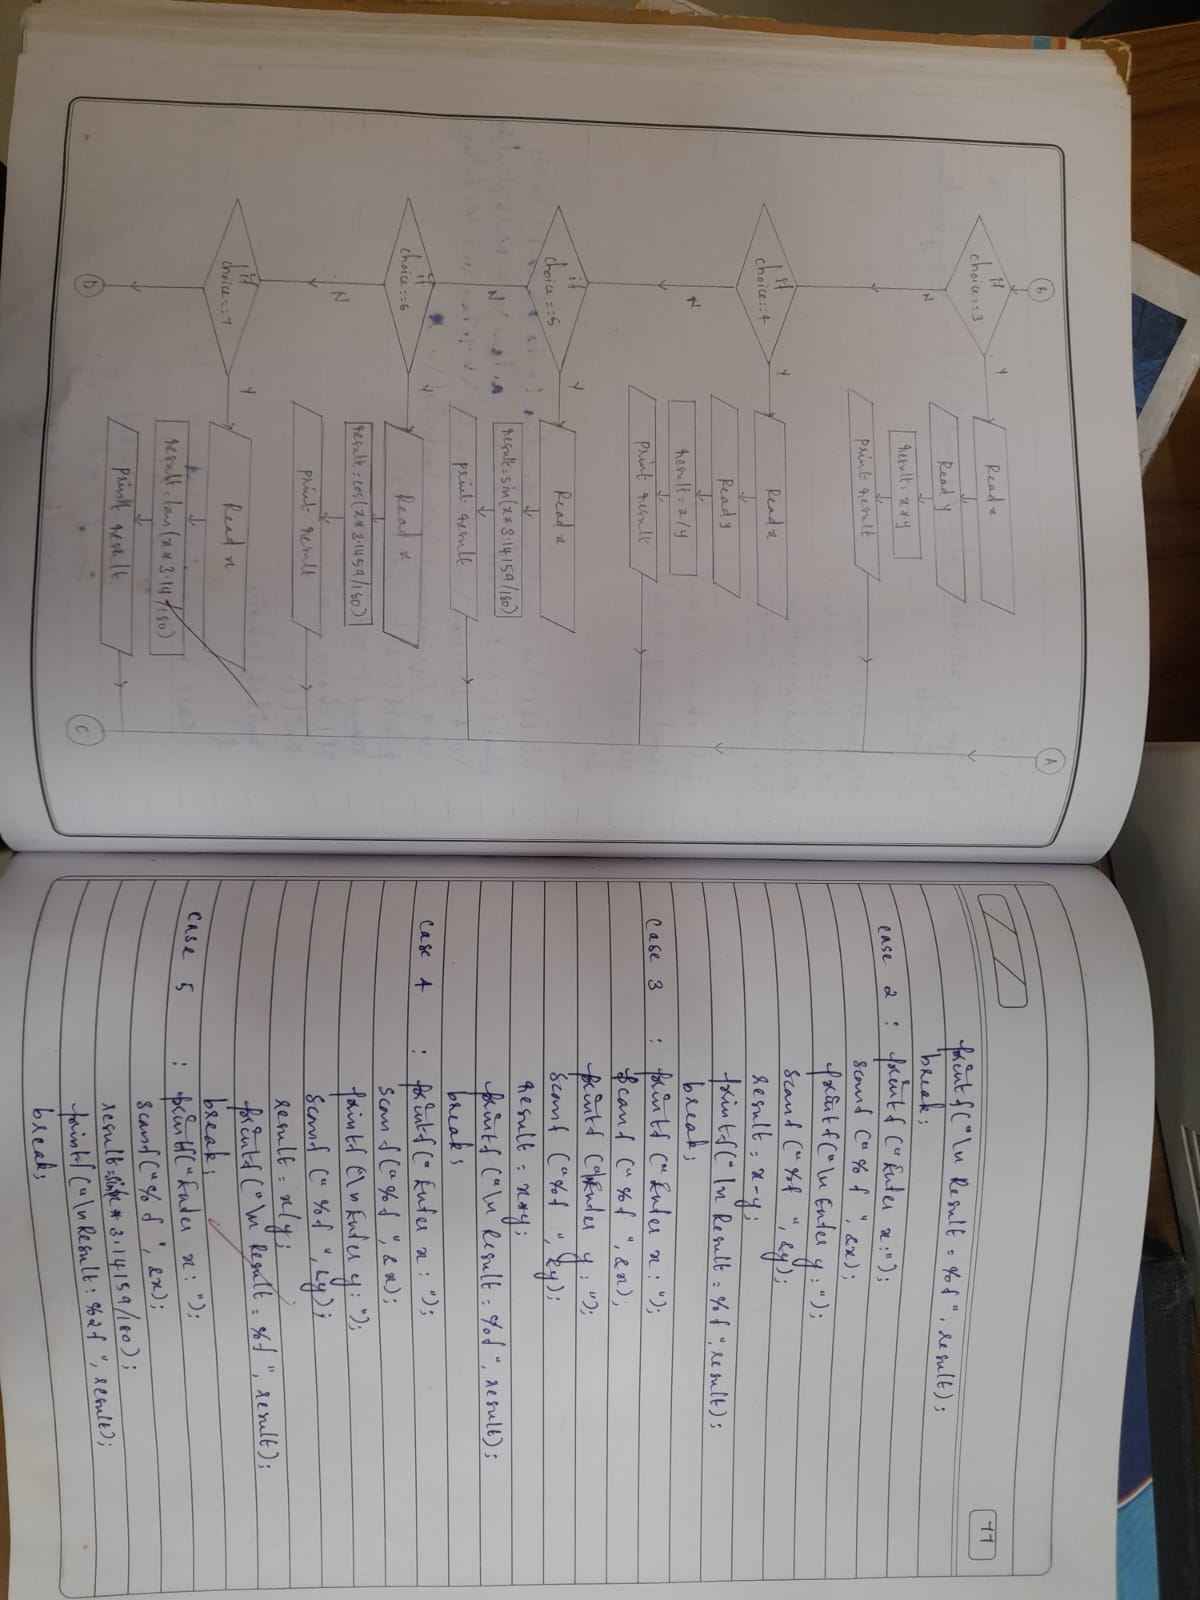 B
if
choice==3
Y
N
Read x
Read y
result=x*y
print result
A
if
choice==4
Y
N
Read x
Read y
result=x/y
print result
if
choice==5
Y
N
Read x
result=sin(x*3.14159/180)
print result
if
choice==6
Y
N
Read x
result=cos(x*3.1459/180)
print result
if
choice==7
Y
Read x
result=tan(x*3.14/180)
print result
D
C
11
printf("\n Result = %f", result);
break;
case 2 : printf("Enter x:");
scanf("%f",&x);
printf("\n Enter y:");
scanf("%f",&y);
result = x-y;
printf("\n Result = %f", result);
break;
case 3 : printf("Enter x:");
scanf("%f",&x);
printf("Enter y:");
scanf("%f",&y);
result = x*y;
printf("\n Result = %f", result);
break;
case 4 : printf("Enter x:");
scanf("%f",&x);
printf("\n Enter y:");
scanf("%f",&y);
result = x/y;
printf("\n Result = %f", result);
break;
case 5 : printf("Enter x:");
scanf("%f",&x);
result=sin(x*3.14159/180);
printf("\nResult: %2f", result);
break;